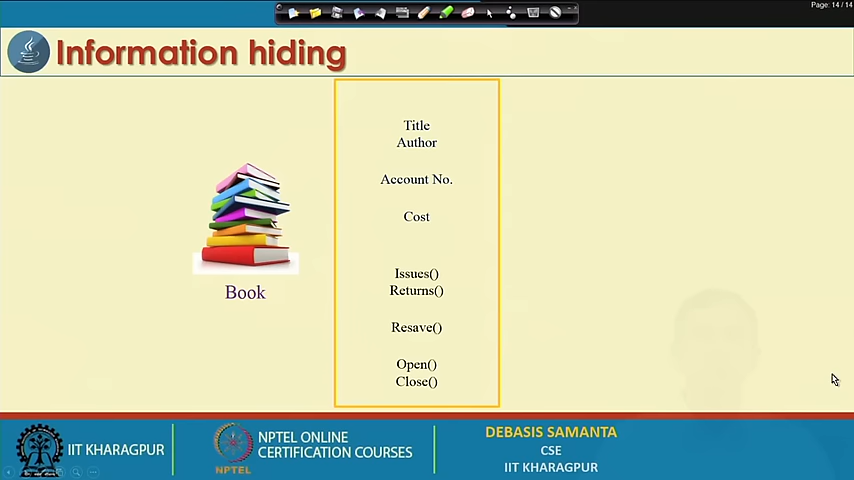 Page: 14 / 14
Information hiding
Title
Author
Account No.
Cost
Issues()
Returns()
Resave()
Open()
Close()
Book
IIT KHARAGPUR
NPTEL
NPTEL ONLINE
CERTIFICATION COURSES
DEBASIS SAMANTA
CSE
IIT KHARAGPUR